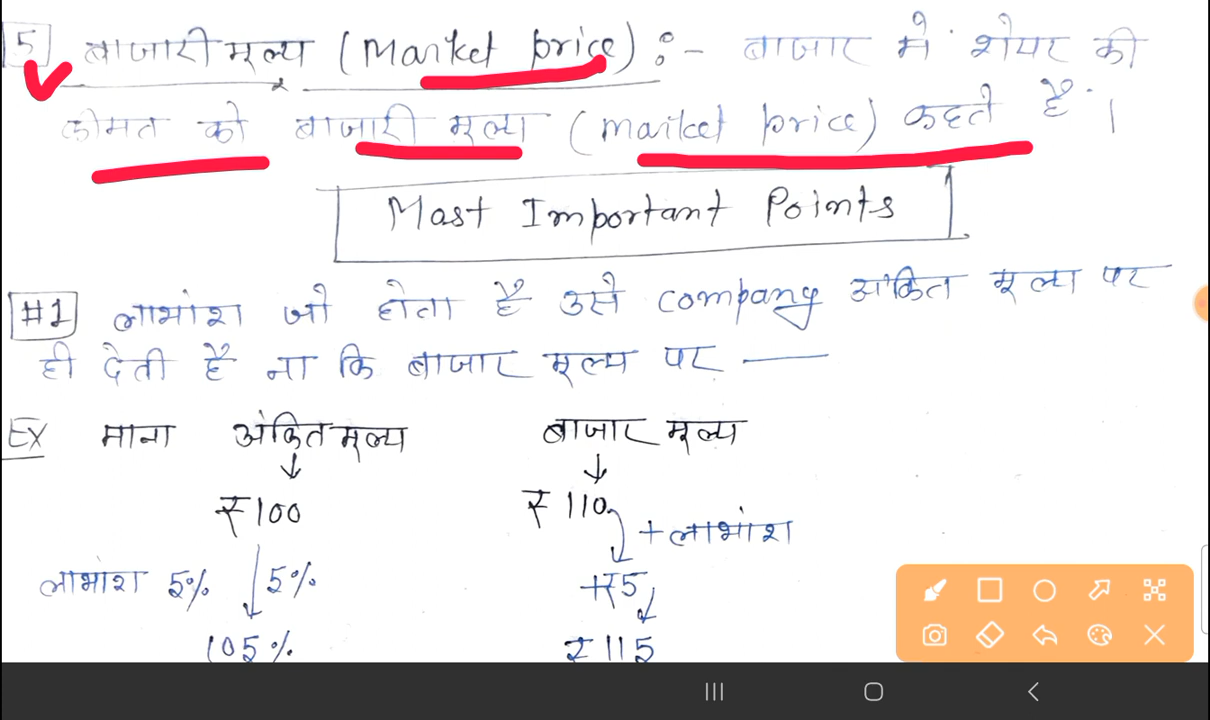 5 बाजारी मूल्य (Market price) :- बाजार में शेयर की
कीमत को बाजारी मूल्य (market price) कहते हैं।
Most Important Points
#1 लाभांश जो होता है उसे company अंकित मूल्य पर
ही देती है ना कि बाजार मूल्य पर —
EX माना अंकित मूल्य बाजार मूल्य
↓ ↓
₹100 ₹110
+लाभांश
लाभांश 5% ↓5% +₹5
105% ₹115